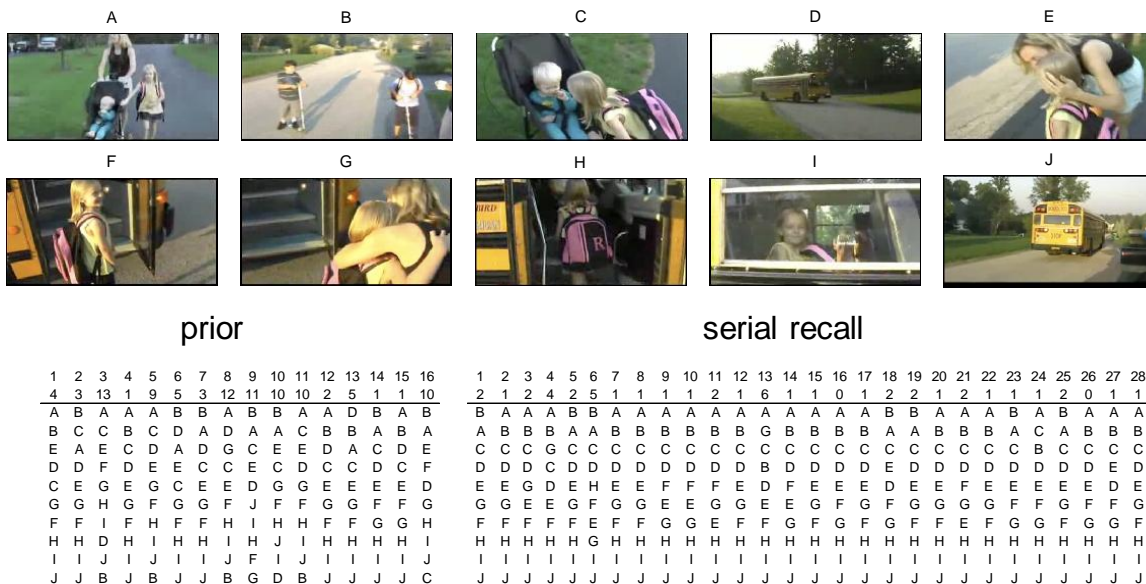 A B C D E
F G H I J
R
prior serial recall
1 2 3 4 5 6 7 8 9 10 11 12 13 14 15 16 1 2 3 4 5 6 7 8 9 10 11 12 13 14 15 16 17 18 19 20 21 22 23 24 25 26 27 28
4 3 13 1 9 5 3 12 11 10 10 2 5 1 1 10 2 1 2 4 2 5 1 1 1 1 2 1 6 1 1 0 1 2 2 1 2 1 1 1 2 0 1 1
A B A A A B B A B B A A D B A B B A A A B B A A A A A A A A A A A B B A A A B A B A A A
B C C B C D A D A A C B B A B A A B B B A A B B B B B B G B B B B A A B B B A C A B B B
E A E C D A D G C E E D A C D E C C C G C C C C C C C C C C C C C C C C C C C B C C C C
D D F D E E C C E C D C C D C F D D D C D D D D D D D D B D D D D E D D D D D D D D E D
C E G E G C E E D G G E E E E D E E G D E H E E F F F E D F E E E D E E F E E E E E D E
G G H G F G G F J F F G G F F G G G E E G F G G E E G G E E G F G F G G G G F F G F F G
F F I F H F F H I H H F F G G H F F F F F E F F G G E F F G F G F G F F E F G G F G G F
H H D H I H H I H J I H H H H I H H H H H G H H H H H H H H H H H H H H H H H H H H H H
I I J I J I I J F I J I I I I J I I I I I I I I I I I I I I I I I I I I I I I I I I I I
J J B J B J J B G D B J J J J C J J J J J J J J J J J J J J J J J J J J J J J J J J J J